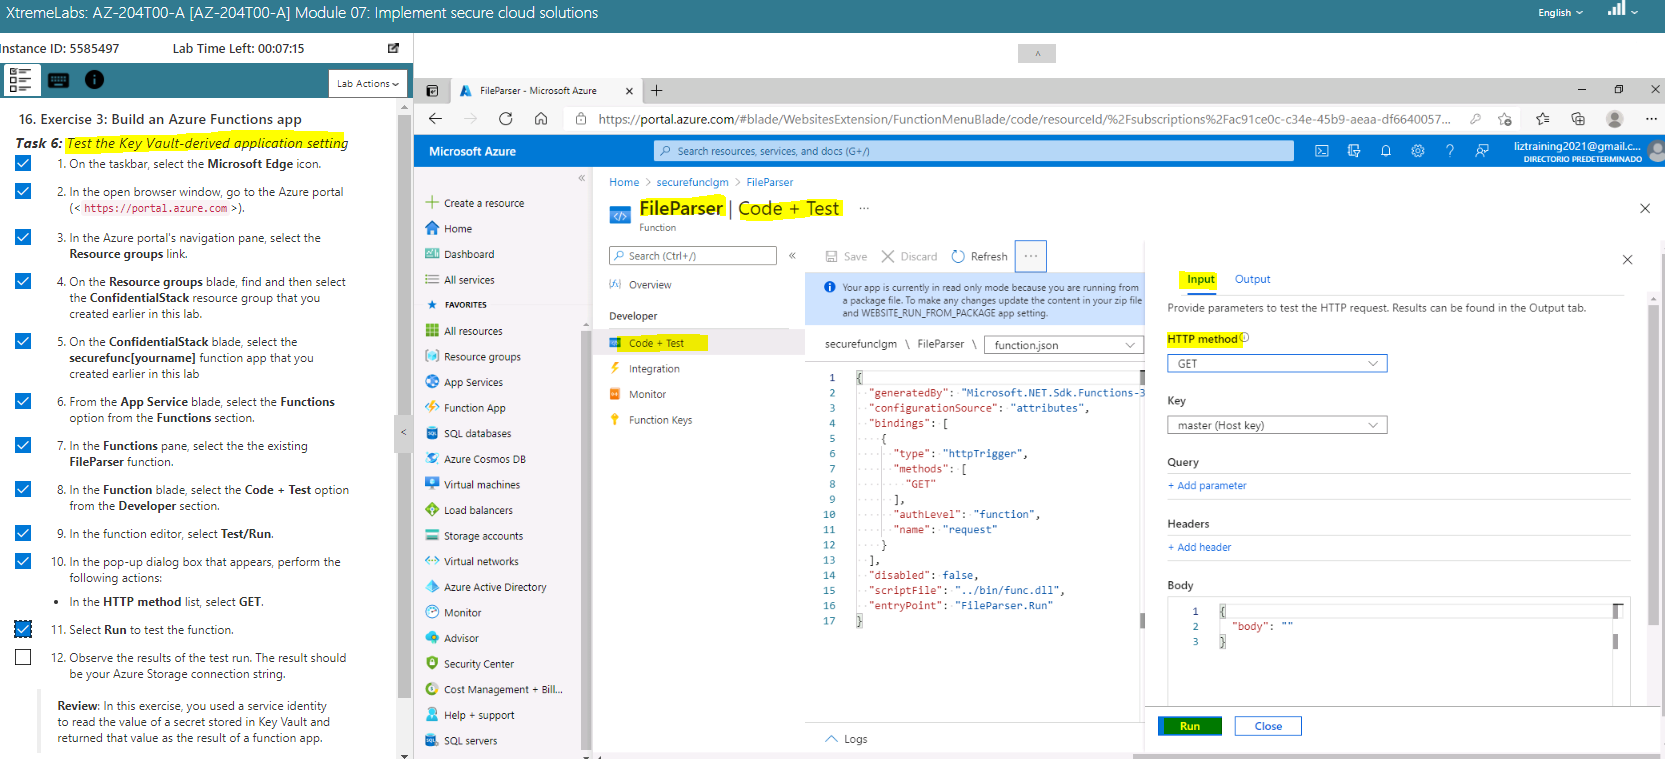 XtremeLabs: AZ-204T00-A [AZ-204T00-A] Module 07: Implement secure cloud solutions
English
Instance ID: 5585497
Lab Time Left: 00:07:15
Lab Actions
16. Exercise 3: Build an Azure Functions app
Task 6: Test the Key Vault-derived application setting
1. On the taskbar, select the Microsoft Edge icon.
2. In the open browser window, go to the Azure portal
(< https://portal.azure.com >).
3. In the Azure portal's navigation pane, select the
Resource groups link.
4. On the Resource groups blade, find and then select
the ConfidentialStack resource group that you
created earlier in this lab.
5. On the ConfidentialStack blade, select the
securefunc[yourname] function app that you
created earlier in this lab
6. From the App Service blade, select the Functions
option from the Functions section.
7. In the Functions pane, select the the existing
FileParser function.
8. In the Function blade, select the Code + Test option
from the Developer section.
9. In the function editor, select Test/Run.
10. In the pop-up dialog box that appears, perform the
following actions:
• In the HTTP method list, select GET.
11. Select Run to test the function.
12. Observe the results of the test run. The result should
be your Azure Storage connection string.
Review: In this exercise, you used a service identity
to read the value of a secret stored in Key Vault and
returned that value as the result of a function app.
FileParser - Microsoft Azure
https://portal.azure.com/#blade/WebsitesExtension/FunctionMenuBlade/code/resourceId/%2Fsubscriptions%2Fac91ce0c-c34e-45b9-aeaa-df6640057...
Microsoft Azure
Search resources, services, and docs (G+/)
liztraining2021@gmail.c...
DIRECTORIO PREDETERMINADO
Create a resource
Home
Dashboard
All services
FAVORITES
All resources
Resource groups
App Services
Function App
SQL databases
Azure Cosmos DB
Virtual machines
Load balancers
Storage accounts
Virtual networks
Azure Active Directory
Monitor
Advisor
Security Center
Cost Management + Bill...
Help + support
SQL servers
Home > securefunclgm > FileParser
FileParser | Code + Test ...
Function
Search (Ctrl+/)
Overview
Developer
Code + Test
Integration
Monitor
Function Keys
Save
Discard
Refresh
...
Your app is currently in read only mode because you are running from
a package file. To make any changes update the content in your zip file
and WEBSITE_RUN_FROM_PACKAGE app setting.
securefunclgm \ FileParser \ function.json
1 {
2 "generatedBy": "Microsoft.NET.Sdk.Functions-3
3 "configurationSource": "attributes",
4 "bindings": [
5 {
6 "type": "httpTrigger",
7 "methods": [
8 "GET"
9 ],
10 "authLevel": "function",
11 "name": "request"
12 }
13 ],
14 "disabled": false,
15 "scriptFile": "../bin/func.dll",
16 "entryPoint": "FileParser.Run"
17 }
Logs
Input
Output
Provide parameters to test the HTTP request. Results can be found in the Output tab.
HTTP method
GET
Key
master (Host key)
Query
+ Add parameter
Headers
+ Add header
Body
1 {
2 "body": ""
3 }
Run
Close